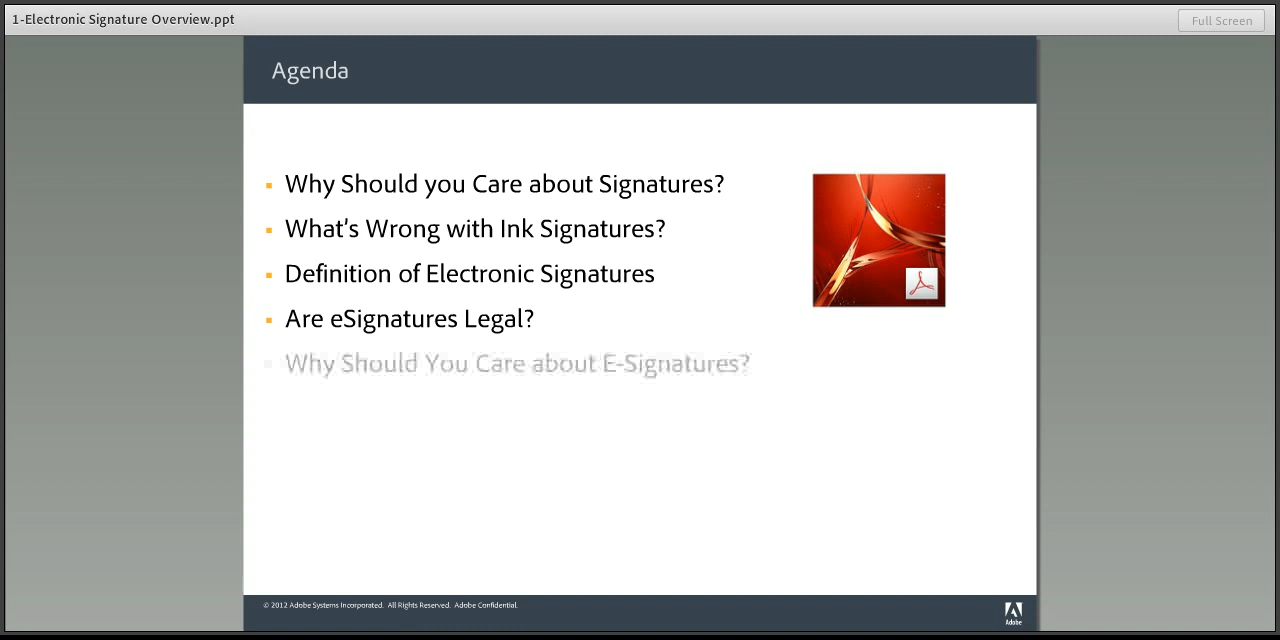 1-Electronic Signature Overview.ppt
Full Screen
Agenda
Why Should you Care about Signatures?
What's Wrong with Ink Signatures?
Definition of Electronic Signatures
Are eSignatures Legal?
Why Should You Care about E-Signatures?
© 2012 Adobe Systems Incorporated. All Rights Reserved. Adobe Confidential.
Adobe